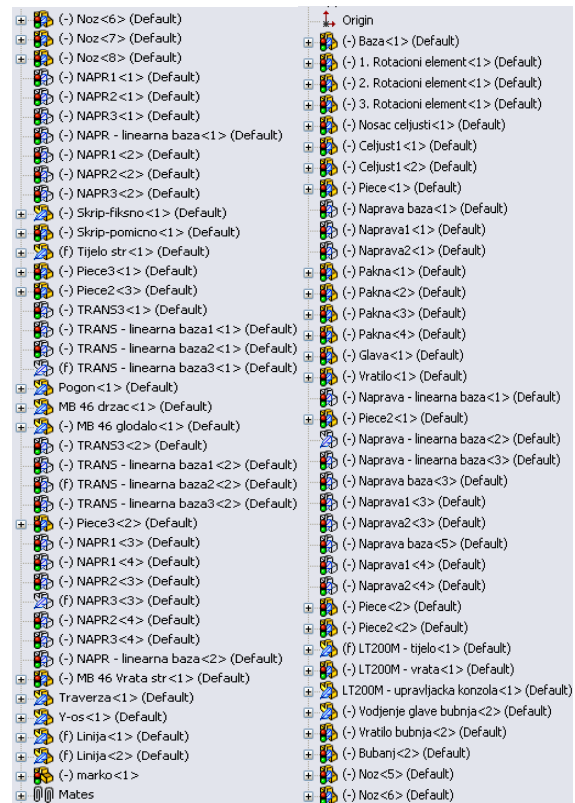 (-) Noz<6> (Default)
(-) Noz<7> (Default)
(-) Noz<8> (Default)
(-) NAPR1<1> (Default)
(-) NAPR2<1> (Default)
(-) NAPR3<1> (Default)
(-) NAPR - linearna baza<1> (Default)
(-) NAPR1<2> (Default)
(-) NAPR2<2> (Default)
(-) NAPR3<2> (Default)
(-) Skrip-fiksno<1> (Default)
(-) Skrip-pomicno<1> (Default)
(f) Tijelo str<1> (Default)
(-) Piece3<1> (Default)
(-) Piece2<3> (Default)
(-) TRANS3<1> (Default)
(-) TRANS - linearna baza1<1> (Default)
(-) TRANS - linearna baza2<1> (Default)
(f) TRANS - linearna baza3<1> (Default)
Pogon<1> (Default)
MB 46 drzac<1> (Default)
(-) MB 46 glodalo<1> (Default)
(-) TRANS3<2> (Default)
(-) TRANS - linearna baza1<2> (Default)
(f) TRANS - linearna baza2<2> (Default)
(-) TRANS - linearna baza3<2> (Default)
(-) Piece3<2> (Default)
(-) NAPR1<3> (Default)
(-) NAPR1<4> (Default)
(-) NAPR2<3> (Default)
(f) NAPR3<3> (Default)
(-) NAPR2<4> (Default)
(-) NAPR3<4> (Default)
(-) NAPR - linearna baza<2> (Default)
(-) MB 46 Vrata str<1> (Default)
Traverza<1> (Default)
Y-os<1> (Default)
(f) Linija<1> (Default)
(f) Linija<2> (Default)
(-) marko<1>
Mates
Origin
(-) Baza<1> (Default)
(-) 1. Rotacioni element<1> (Default)
(-) 2. Rotacioni element<1> (Default)
(-) 3. Rotacioni element<1> (Default)
(-) Nosac celjusti<1> (Default)
(-) Celjust1<1> (Default)
(-) Celjust1<2> (Default)
(-) Piece<1> (Default)
(-) Naprava baza<1> (Default)
(-) Naprava1<1> (Default)
(-) Naprava2<1> (Default)
(-) Pakna<1> (Default)
(-) Pakna<2> (Default)
(-) Pakna<3> (Default)
(-) Pakna<4> (Default)
(-) Glava<1> (Default)
(-) Vratilo<1> (Default)
(-) Naprava - linearna baza<1> (Default)
(-) Piece2<1> (Default)
(-) Naprava - linearna baza<2> (Default)
(-) Naprava - linearna baza<3> (Default)
(-) Naprava baza<3> (Default)
(-) Naprava1<3> (Default)
(-) Naprava2<3> (Default)
(-) Naprava baza<5> (Default)
(-) Naprava1<4> (Default)
(-) Naprava2<4> (Default)
(-) Piece<2> (Default)
(-) Piece2<2> (Default)
(f) LT200M - tijelo<1> (Default)
(-) LT200M - vrata<1> (Default)
LT200M - upravljacka konzola<1> (Default)
(-) Vodjenje glave bubnja<2> (Default)
(-) Vratilo bubnja<2> (Default)
(-) Bubanj<2> (Default)
(-) Noz<5> (Default)
(-) Noz<6> (Default)